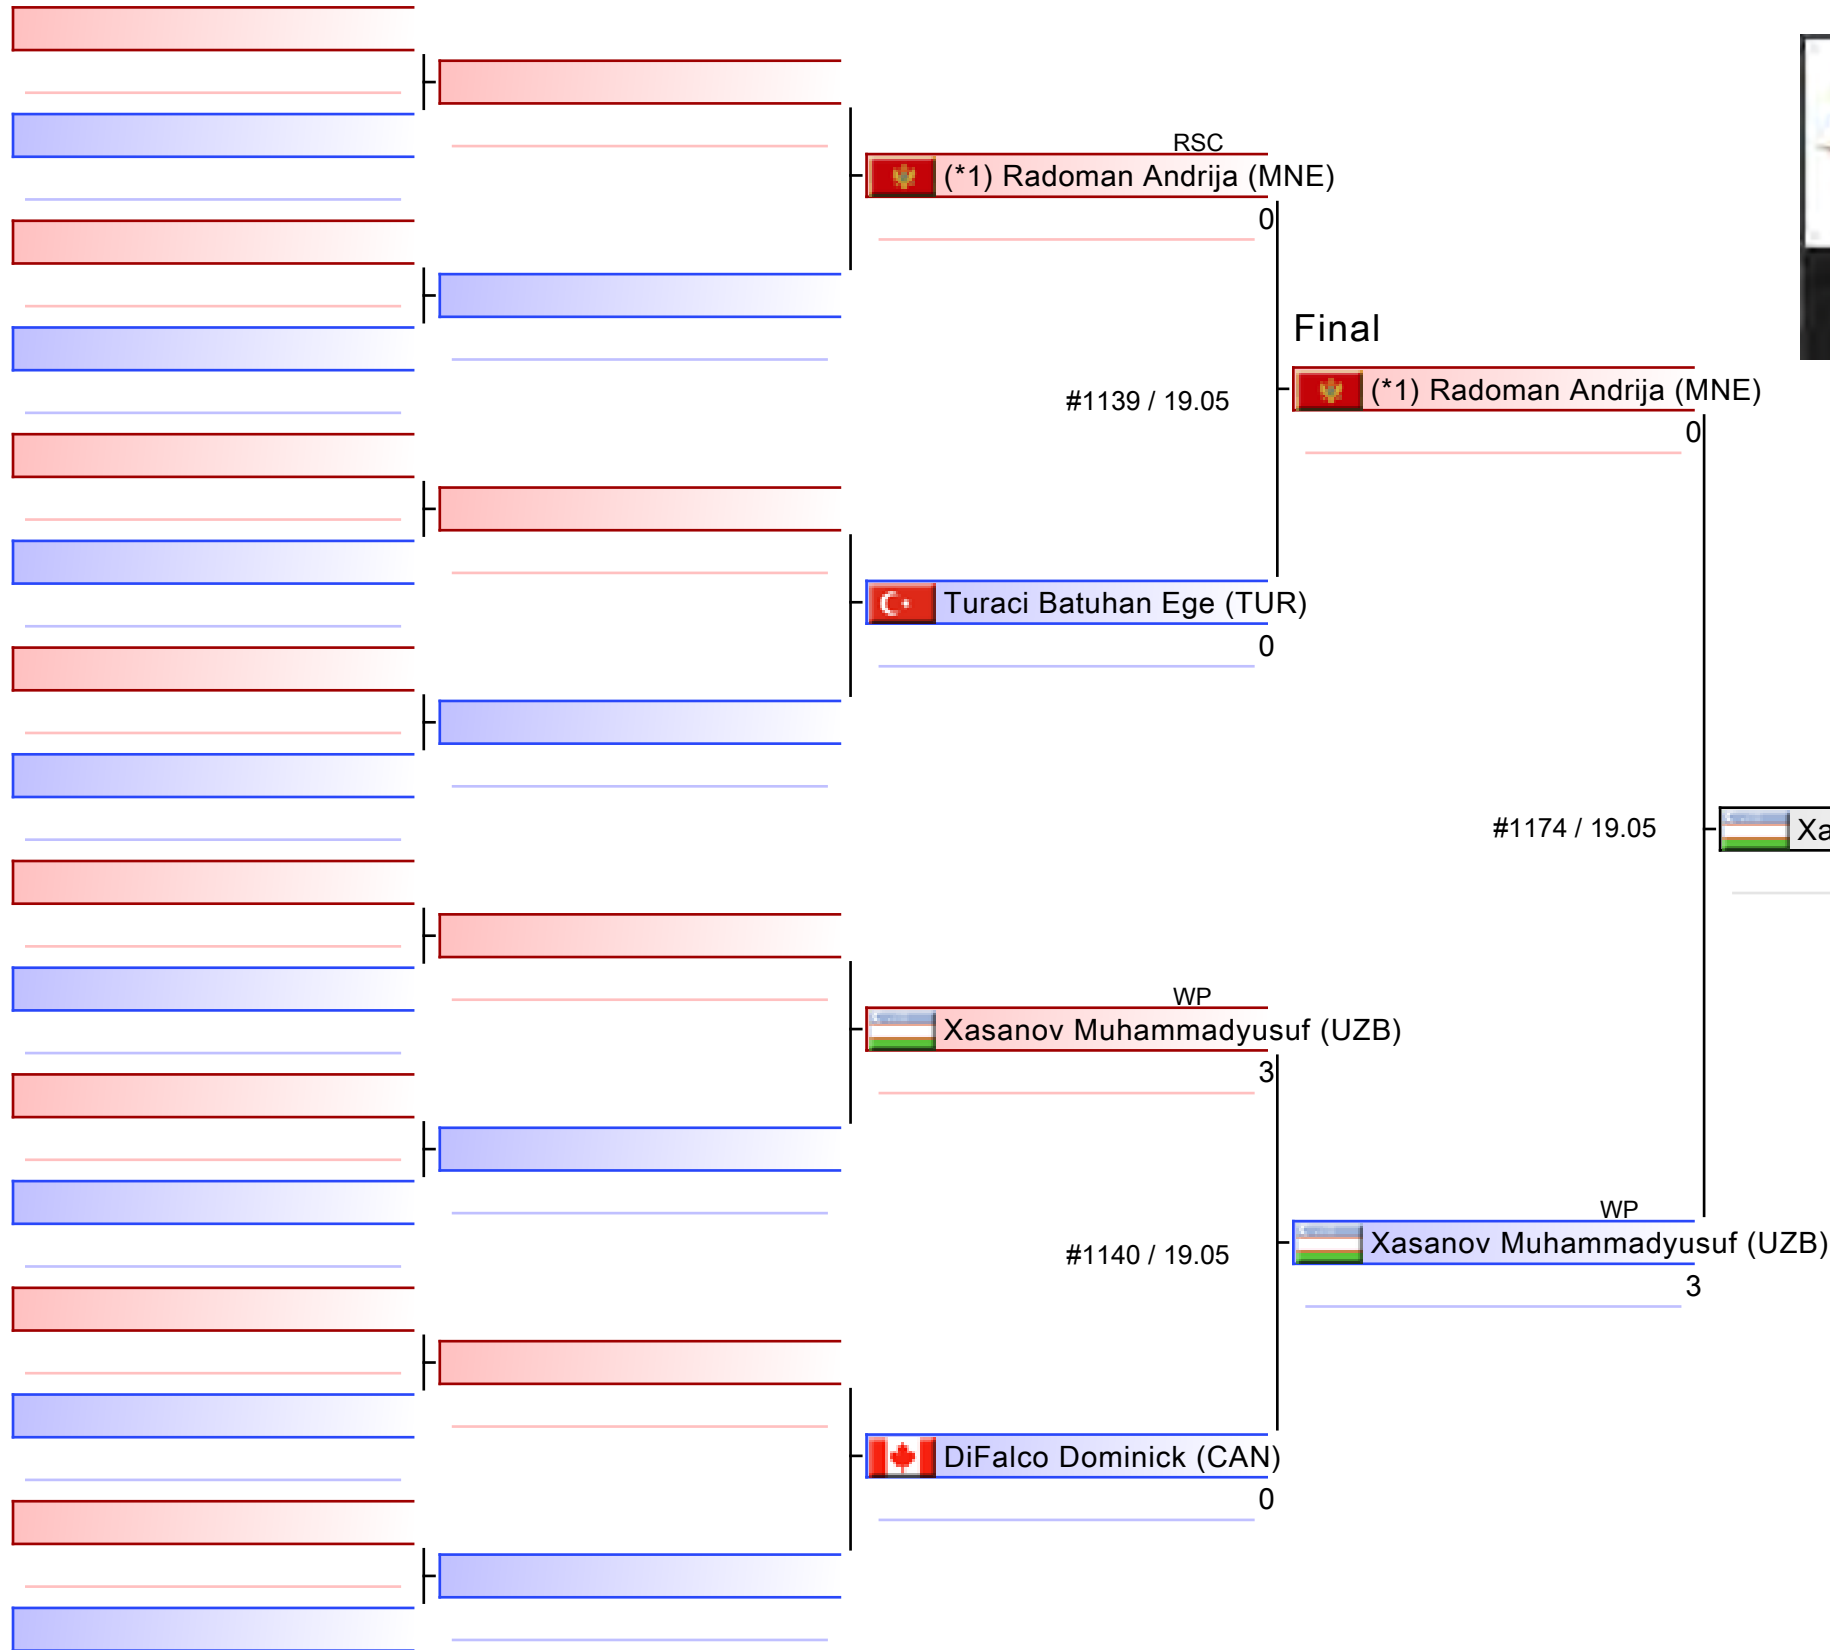 RSC
(*1) Radoman Andrija (MNE)
0
Final
#1139 / 19.05
(*1) Radoman Andrija (MNE)
0
Turaci Batuhan Ege (TUR)
0
#1174 / 19.05
Xa
WP
Xasanov Muhammadyusuf (UZB)
3
WP
#1140 / 19.05
Xasanov Muhammadyusuf (UZB)
3
DiFalco Dominick (CAN)
0